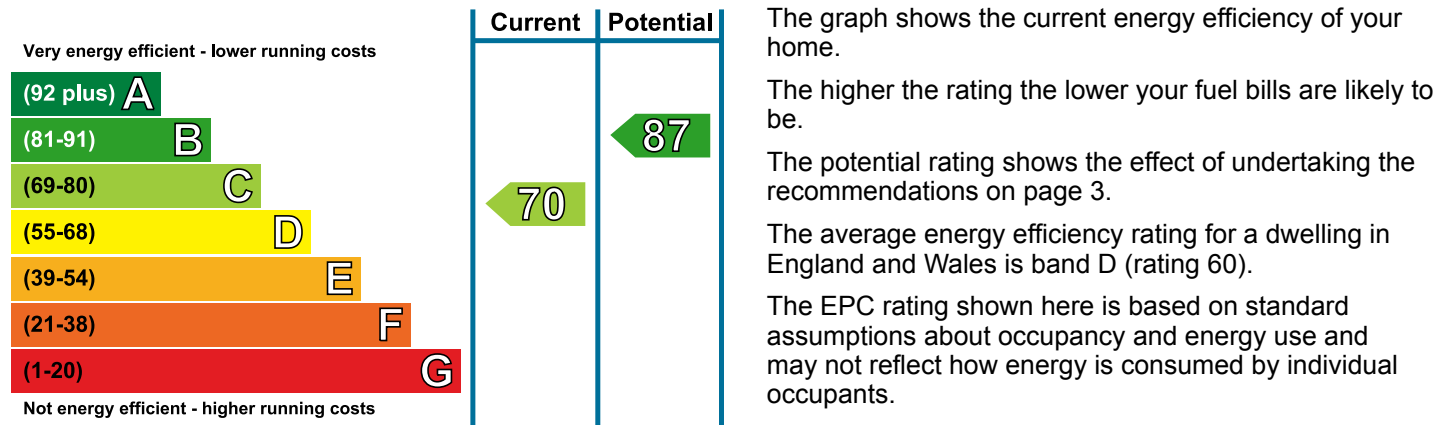 Current Potential
Very energy efficient - lower running costs
(92 plus) A
(81-91) B
87
(69-80) C
70
(55-68) D
(39-54) E
(21-38) F
(1-20) G
Not energy efficient - higher running costs
The graph shows the current energy efficiency of your
home.
The higher the rating the lower your fuel bills are likely to
be.
The potential rating shows the effect of undertaking the
recommendations on page 3.
The average energy efficiency rating for a dwelling in
England and Wales is band D (rating 60).
The EPC rating shown here is based on standard
assumptions about occupancy and energy use and
may not reflect how energy is consumed by individual
occupants.